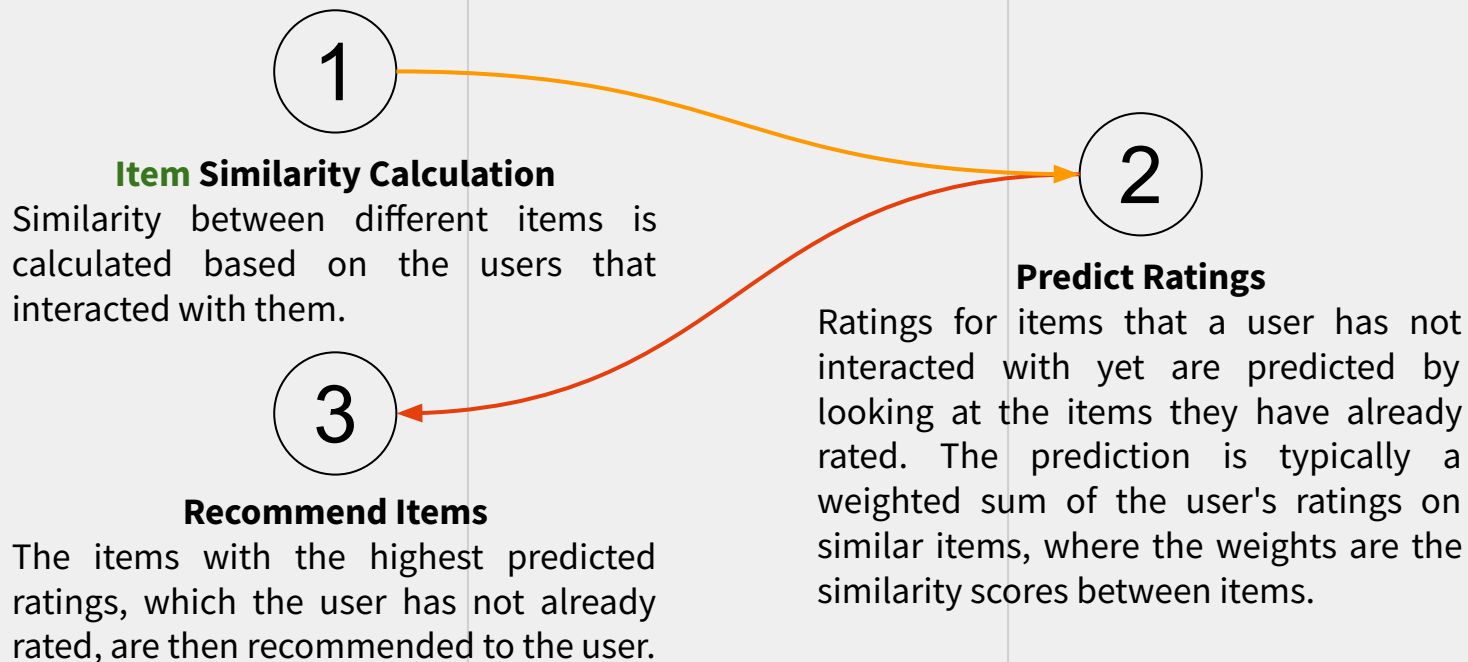 1
Item Similarity Calculation
Similarity between different items is
calculated based on the users that
interacted with them.
2
Predict Ratings
Ratings for items that a user has not
interacted with yet are predicted by
looking at the items they have already
rated. The prediction is typically a
weighted sum of the user's ratings on
similar items, where the weights are the
similarity scores between items.
3
Recommend Items
The items with the highest predicted
ratings, which the user has not already
rated, are then recommended to the user.